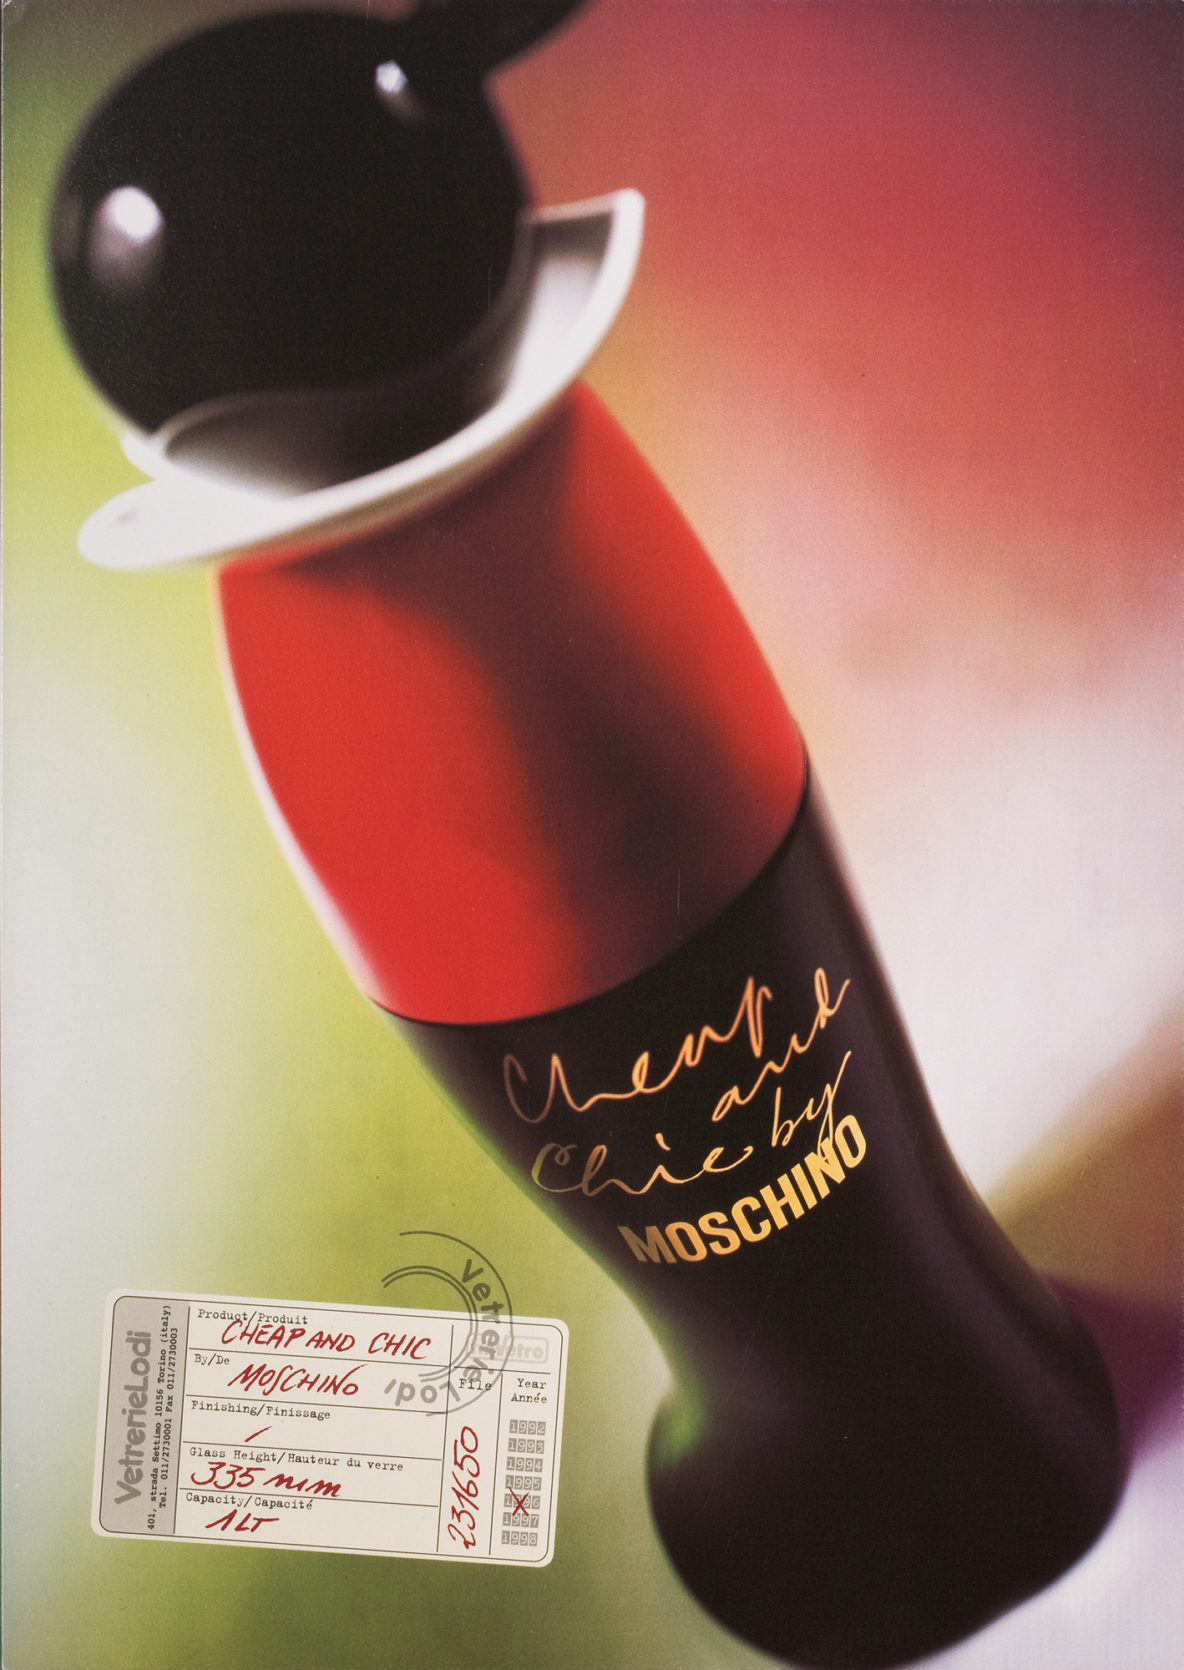 Cheap
and
Chic by
MOSCHINO
VetrerieLodi
VetrerieLodi
401, strada Settimo 10156 Torino (italy)
Tel. 011/2730001 Fax 011/2730003
Product/Produit
CHEAP AND CHIC
By/De
MOSCHINO
Finishing/Finissage
/
Glass Height/Hauteur du verre
335 mm
Capacity/Capacité
1 LT
File
231650
Vetro
Year
Année
1992
1993
1994
1995
1996
1997
1998